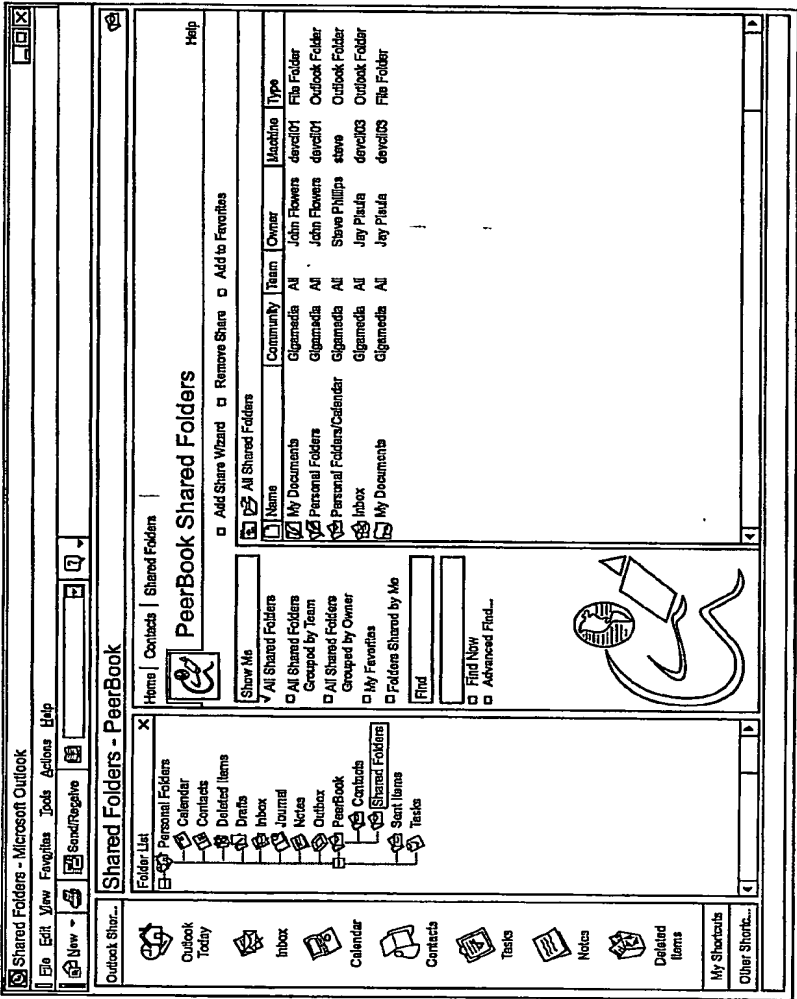 Shared Folders - Microsoft Outlook
File Edit View Favorites Tools Actions Help
New Send/Receive
Outlook Shor...
Outlook Today
Inbox
Calendar
Contacts
Tasks
Notes
Deleted Items
My Shortcuts
Other Shortc...
Shared Folders - PeerBook
Folder List
Personal Folders
Calendar
Contacts
Deleted Items
Drafts
Inbox
Journal
Notes
Outbox
PeerBook
Contacts
Shared Folders
Sent Items
Tasks
Home | Contacts | Shared Folders |
PeerBook Shared Folders
Help
Show Me
All Shared Folders
All Shared Folders
Grouped by Team
All Shared Folders
Grouped by Owner
My Favorites
Folders Shared by Me
Find
Find Now
Advanced Find...
Add Share Wizard Remove Share Add to Favorites
All Shared Folders
Name Community Team Owner Machine Type
My Documents Gigamedia All John Flowers devcli01 File Folder
Personal Folders Gigamedia All John Flowers devcli01 Outlook Folder
Personal Folders/Calendar Gigamedia All Steve Phillips steve Outlook Folder
Inbox Gigamedia All Jay Plaula devcli03 Outlook Folder
My Documents Gigamedia All Jay Plaula devcli03 File Folder